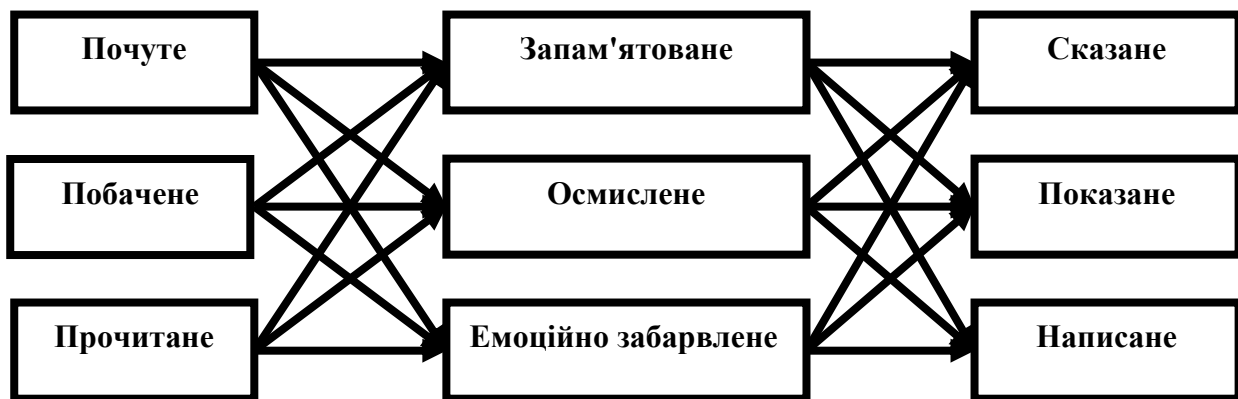 Почуте
Запам'ятоване
Сказане
Побачене
Осмислене
Показане
Прочитане
Емоційно забарвлене
Написане